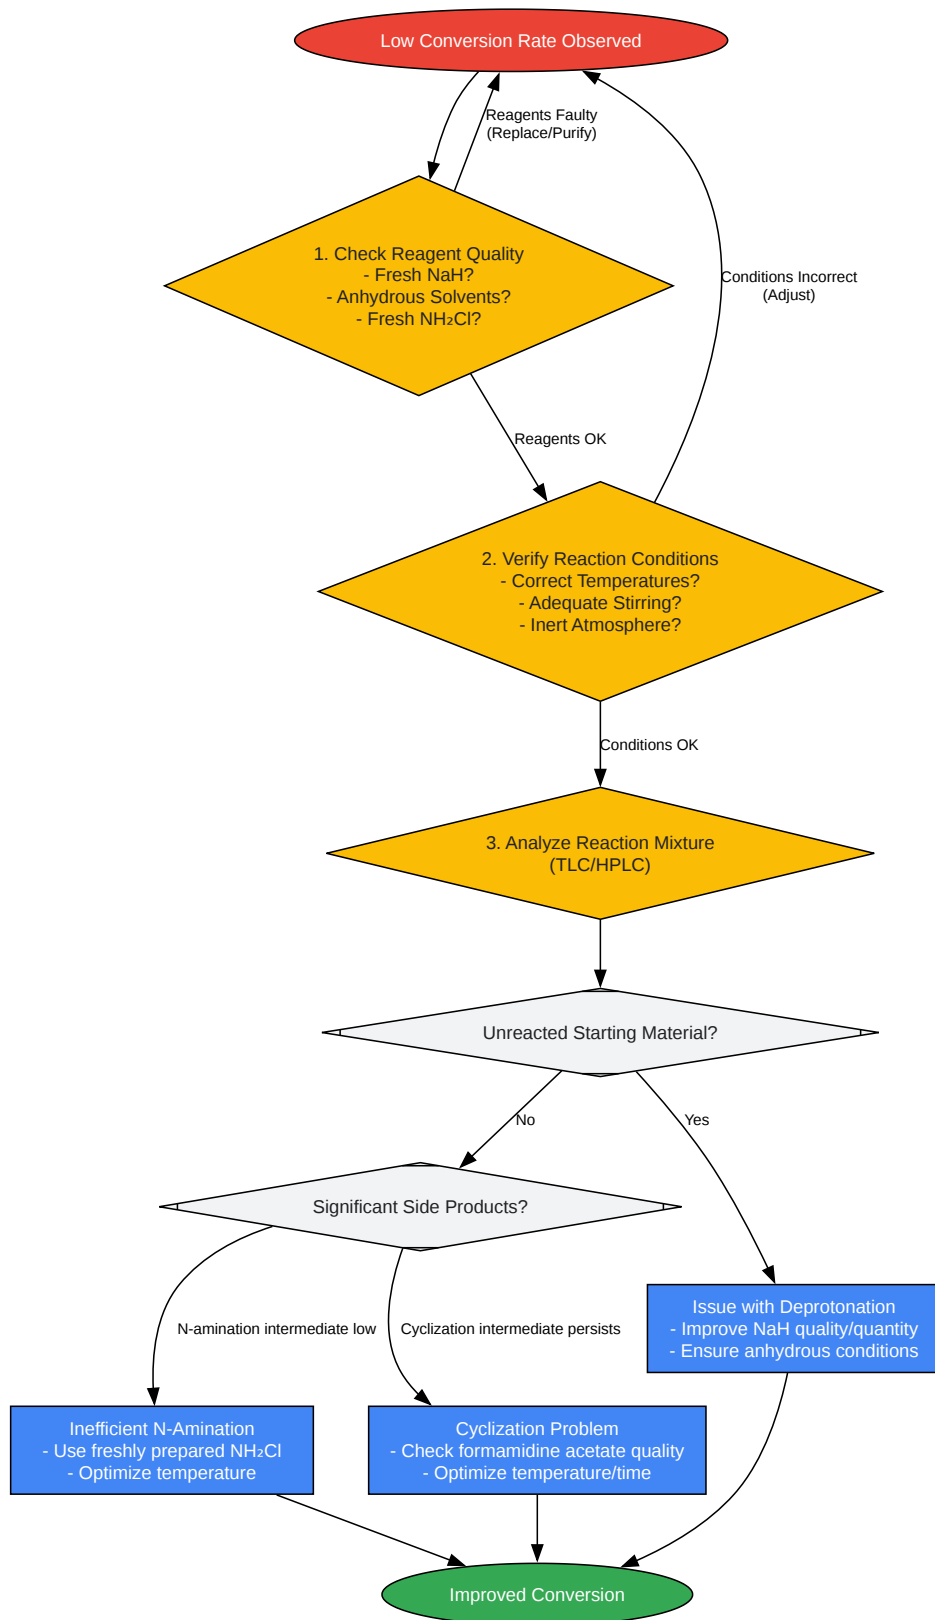 Low Conversion Rate Observed
Reagents Faulty
(Replace/Purify)
1. Check Reagent Quality
- Fresh NaH?
- Anhydrous Solvents?
- Fresh NH₂Cl?
Conditions Incorrect
(Adjust)
Reagents OK
2. Verify Reaction Conditions
- Correct Temperatures?
- Adequate Stirring?
- Inert Atmosphere?
Conditions OK
3. Analyze Reaction Mixture
(TLC/HPLC)
Unreacted Starting Material?
No
Yes
Significant Side Products?
N-amination intermediate low
Cyclization intermediate persists
Issue with Deprotonation
- Improve NaH quality/quantity
- Ensure anhydrous conditions
Inefficient N-Amination
- Use freshly prepared NH₂Cl
- Optimize temperature
Cyclization Problem
- Check formamidine acetate quality
- Optimize temperature/time
Improved Conversion